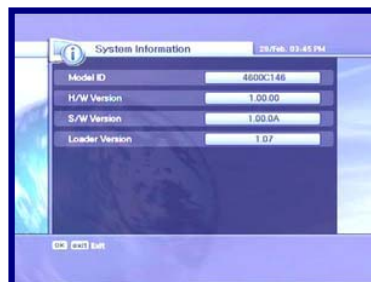 System Information
29/Feb. 03:45 PM
Model ID 4600C146
H/W Version 1.00.00
S/W Version 1.00.0A
Loader Version 1.07
OK exit Exit